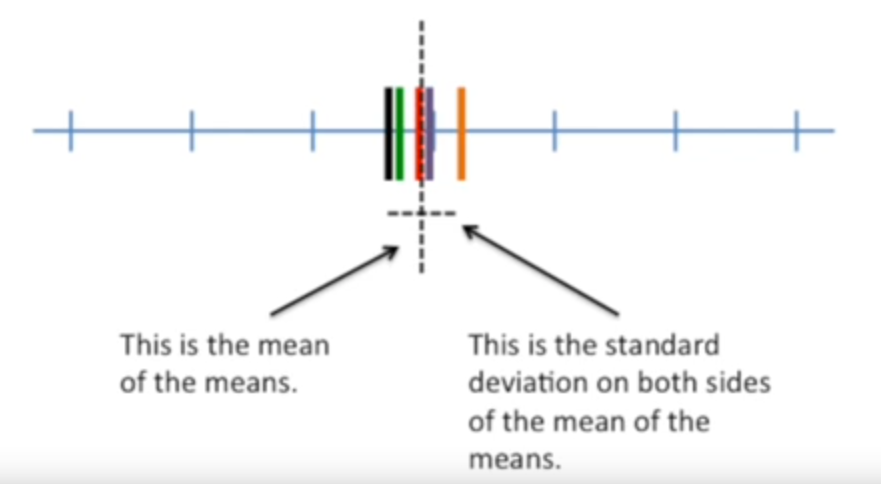 This is the mean
of the means.
This is the standard
deviation on both sides
of the mean of the
means.